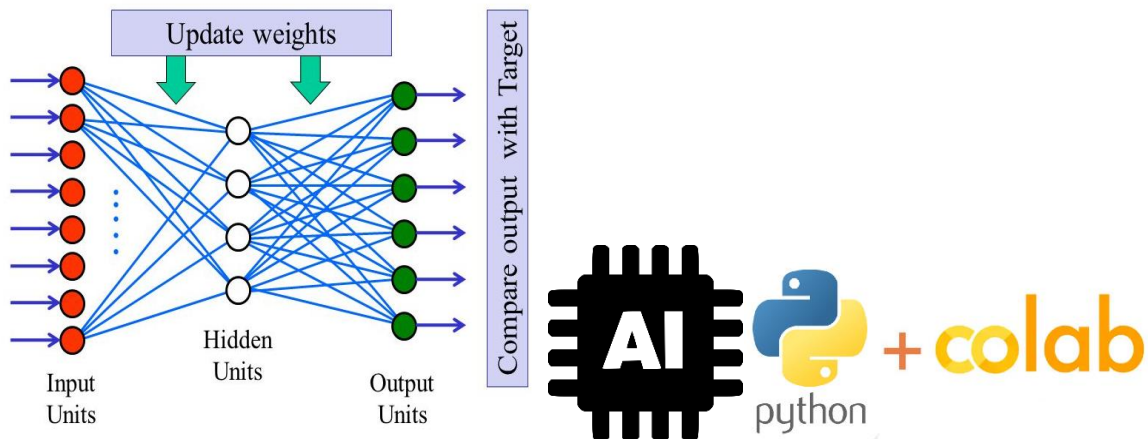 Update weights
Compare output with Target
Hidden
Units
Input
Units
Output
Units
AI
python
+ colab